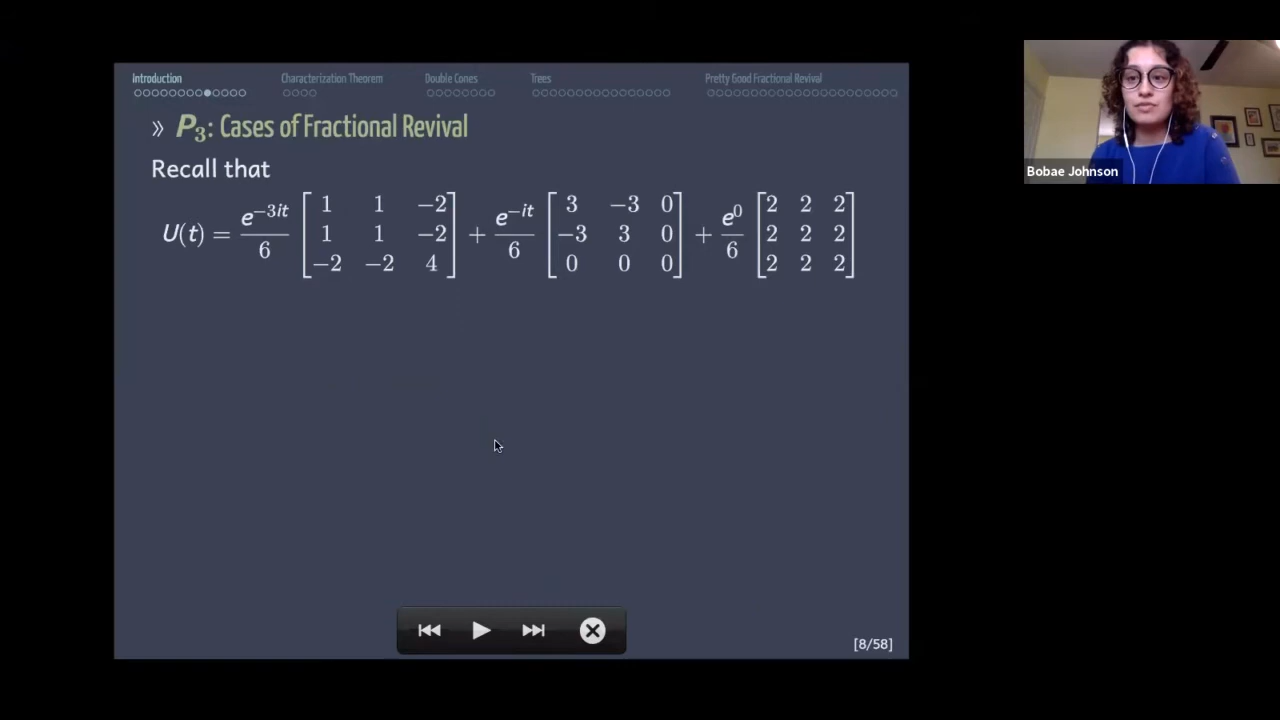 Introduction Characterization Theorem Double Cones Trees Pretty Good Fractional Revival
» P₃: Cases of Fractional Revival
Recall that
U(t) = e^{-3it}/6 [1 1 −2; 1 1 −2; −2 −2 4] + e^{-it}/6 [3 −3 0; −3 3 0; 0 0 0] + e^0/6 [2 2 2; 2 2 2; 2 2 2]
[8/58]
Bobae Johnson